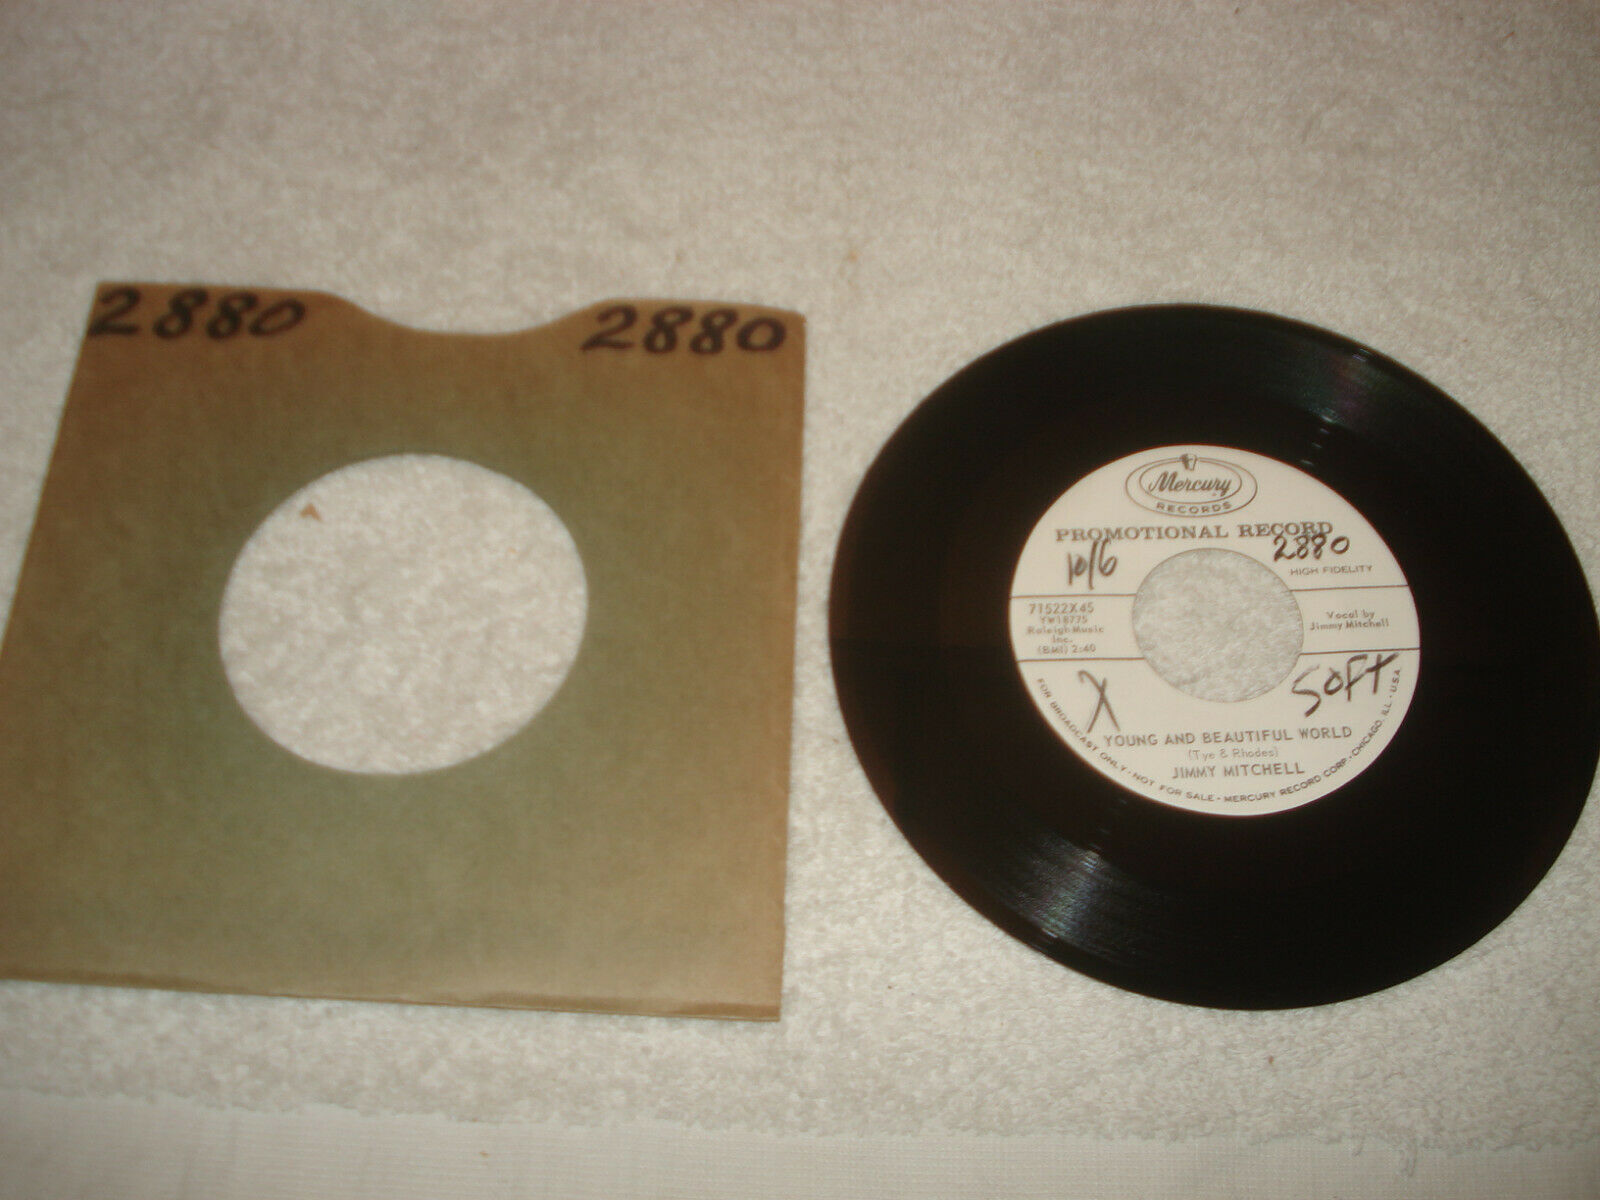 2880 2880
Mercury
RECORDS
PROMOTIONAL RECORD
10/6 2880
HIGH FIDELITY
71522X45
YW18775
Raleigh Music
Inc.
(BMI) 2:40
Vocal by
Jimmy Mitchell
X SOFT
YOUNG AND BEAUTIFUL WORLD
(Tye & Rhodes)
JIMMY MITCHELL
FOR BROADCAST ONLY • NOT FOR SALE • MERCURY RECORD CORP. • CHICAGO, ILL. • U.S.A.